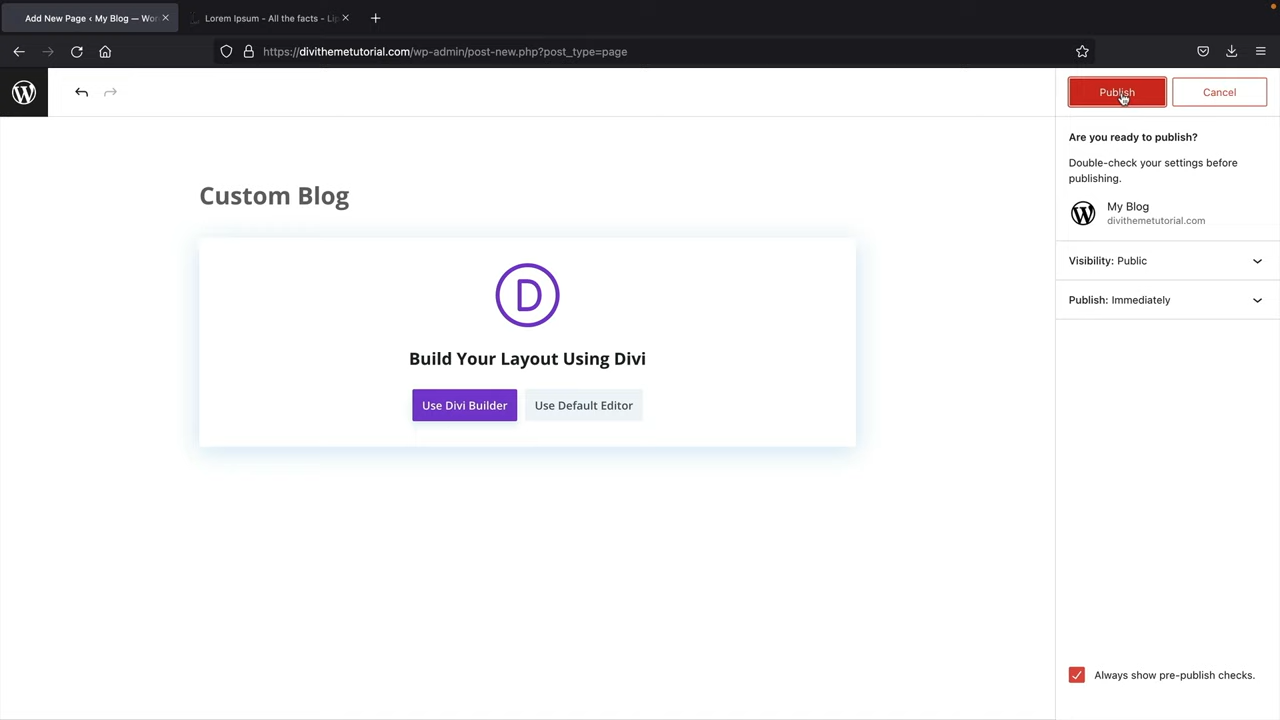 Add New Page ‹ My Blog — Wor
Lorem Ipsum - All the facts - Lip
https://divithemetutorial.com/wp-admin/post-new.php?post_type=page
Publish
Cancel
Are you ready to publish?
Double-check your settings before
publishing.
My Blog
divithemetutorial.com
Visibility: Public
Publish: Immediately
Custom Blog
D
Build Your Layout Using Divi
Use Divi Builder
Use Default Editor
Always show pre-publish checks.